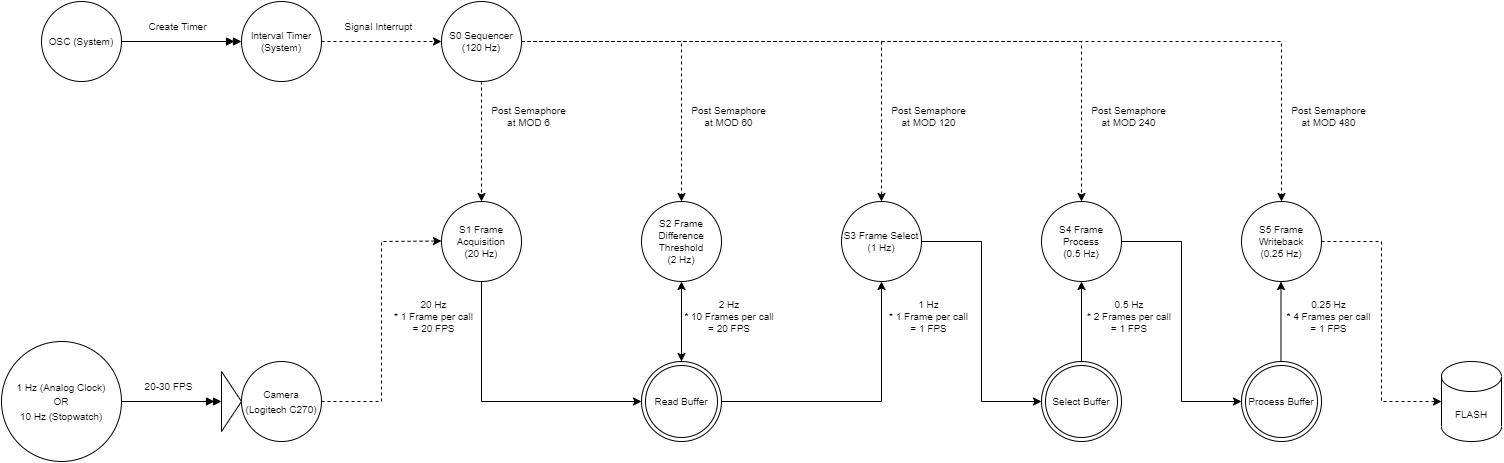 Create Timer
Signal Interrupt
OSC (System)
Interval Timer
(System)
S0 Sequencer
(120 Hz)
Post Semaphore
at MOD 6
Post Semaphore
at MOD 60
Post Semaphore
at MOD 120
Post Semaphore
at MOD 240
Post Semaphore
at MOD 480
S1 Frame
Acquisition
(20 Hz)
S2 Frame
Difference
Threshold
(2 Hz)
S3 Frame Select
(1 Hz)
S4 Frame
Process
(0.5 Hz)
S5 Frame
Writeback
(0.25 Hz)
20 Hz
* 1 Frame per call
= 20 FPS
2 Hz
* 10 Frames per call
= 20 FPS
1 Hz
* 1 Frame per call
= 1 FPS
0.5 Hz
* 2 Frames per call
= 1 FPS
0.25 Hz
* 4 Frames per call
= 1 FPS
1 Hz (Analog Clock)
OR
10 Hz (Stopwatch)
20-30 FPS
Camera
(Logitech C270)
Read Buffer
Select Buffer
Process Buffer
FLASH